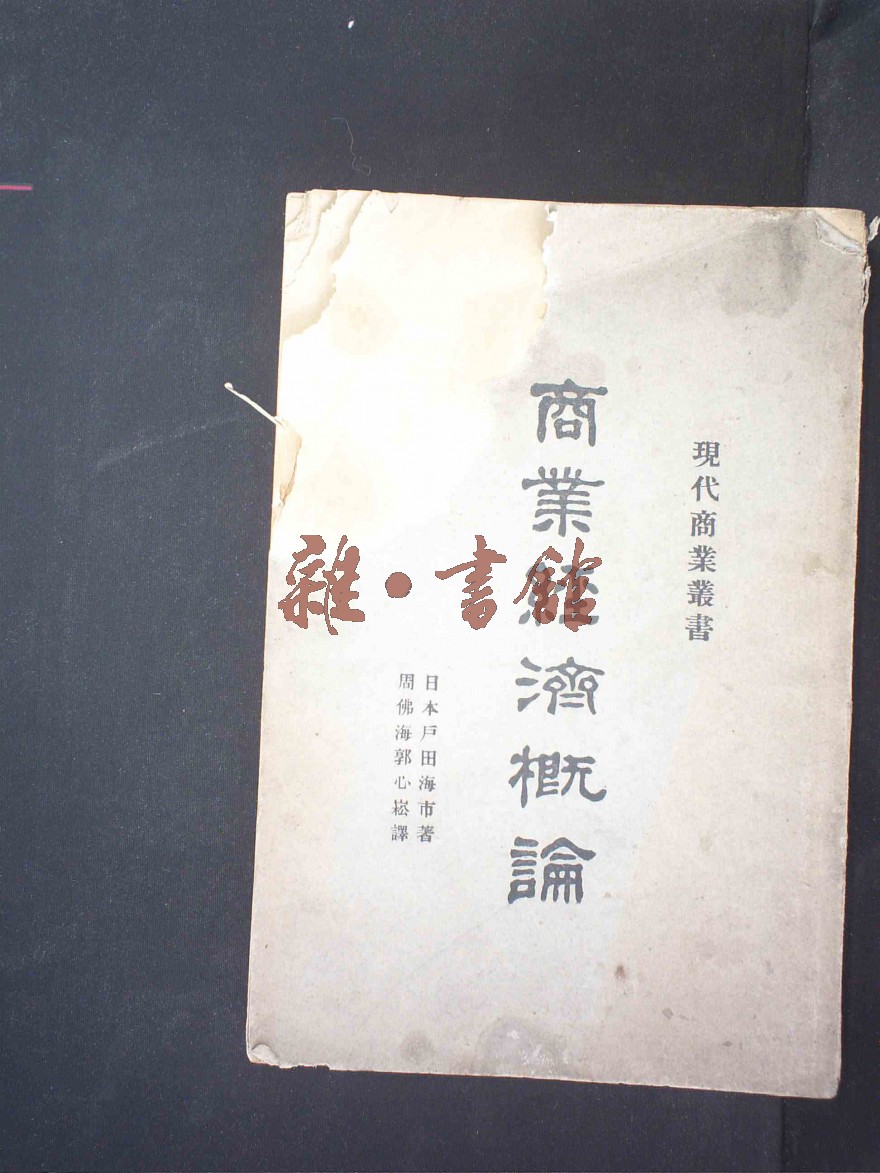 現代商業叢書
商業經濟概論
日本戸田海市著
周佛海郭心崧譯
雜·書館